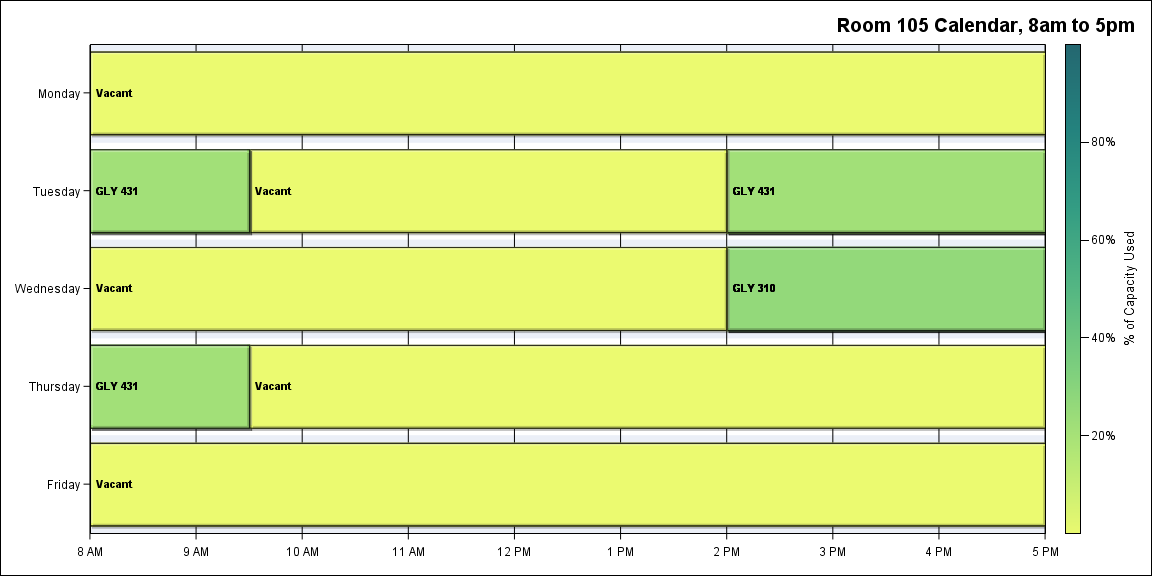 Room 105 Calendar, 8am to 5pm
Monday
Vacant
Tuesday
GLY 431
Vacant
GLY 431
Wednesday
Vacant
GLY 310
Thursday
GLY 431
Vacant
Friday
Vacant
8 AM
9 AM
10 AM
11 AM
12 PM
1 PM
2 PM
3 PM
4 PM
5 PM
80%
60%
40%
20%
% of Capacity Used